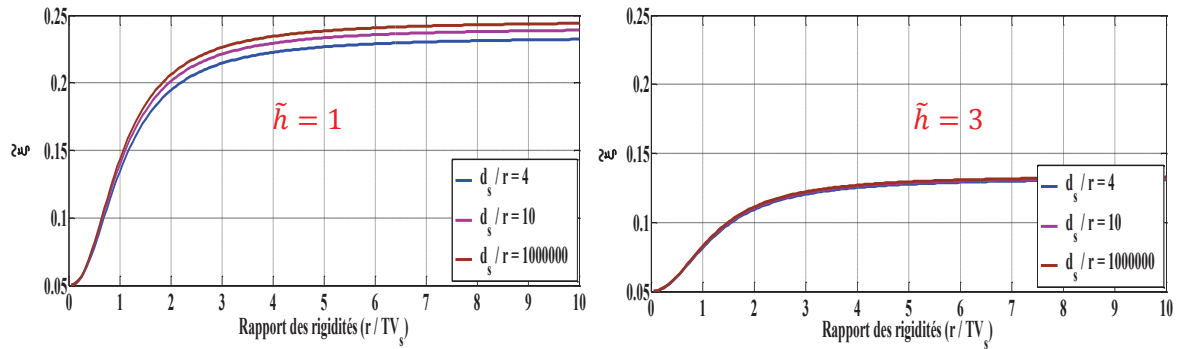 0.25
0.2
0.15
0.1
0.05
ξ̃
h̃ = 1
d_s / r = 4
d_s / r = 10
d_s / r = 1000000
0 1 2 3 4 5 6 7 8 9 10
Rapport des rigidités (r / TV_s)
0.25
0.2
0.15
0.1
0.05
ξ̃
h̃ = 3
d_s / r = 4
d_s / r = 10
d_s / r = 1000000
0 1 2 3 4 5 6 7 8 9 10
Rapport des rigidités (r / TV_s)